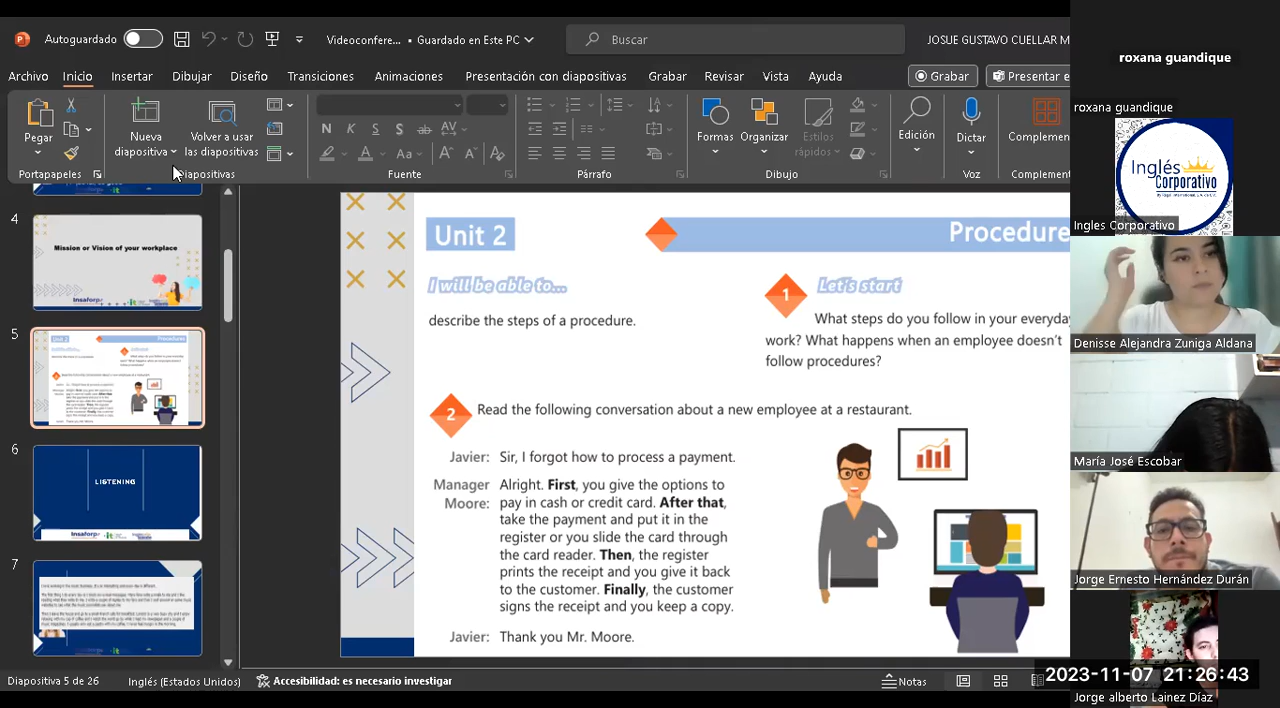 Autoguardado
Videoconfere... • Guardado en Este PC
Buscar
JOSUE GUSTAVO CUELLAR M
Archivo Inicio Insertar Dibujar Diseño Transiciones Animaciones Presentación con diapositivas Grabar Revisar Vista Ayuda
Grabar
Presentar e
Pegar
Nueva diapositiva
Volver a usar las diapositivas
N K S S ab AV
Aa A A
Formas
Organizar
Estilos rápidos
Edición
Dictar
Complemen
Portapapeles
Diapositivas
Fuente
Párrafo
Dibujo
Voz
Complement
4
Mission or Vision of your workplace
Insaforp
5
6
LISTENING
Insaforp
7
Unit 2
Procedure
I will be able to...
describe the steps of a procedure.
1
Let's start
What steps do you follow in your everyday
work? What happens when an employee doesn't
follow procedures?
2
Read the following conversation about a new employee at a restaurant.
Javier: Sir, I forgot how to process a payment.
Manager Alright. First, you give the options to
Moore: pay in cash or credit card. After that,
take the payment and put it in the
register or you slide the card through
the card reader. Then, the register
prints the receipt and you give it back
to the customer. Finally, the customer
signs the receipt and you keep a copy.
Javier: Thank you Mr. Moore.
Diapositiva 5 de 26
Inglés (Estados Unidos)
Accesibilidad: es necesario investigar
Notas
roxana guandique
roxana guandique
Inglés
Corporativo
Ingles Corporativo
Denisse Alejandra Zuniga Aldana
María José Escobar
Jorge Ernesto Hernández Durán
2023-11-07 21:26:43
Jorge alberto Lainez Díaz